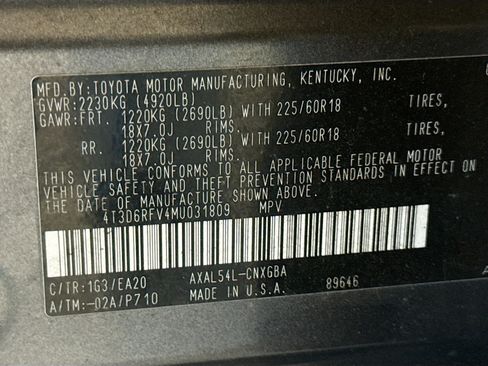 MFD.BY:TOYOTA MOTOR MANUFACTURING, KENTUCKY, INC.
GVWR:2230KG (4920LB)
GAWR:FRT. 1220KG (2690LB) WITH 225/60R18 TIRES,
18X7.0J RIMS.
RR. 1220KG (2690LB) WITH 225/60R18 TIRES,
18X7.0J RIMS.
THIS VEHICLE CONFORMS TO ALL APPLICABLE FEDERAL MOTOR
VEHICLE SAFETY AND THEFT PREVENTION STANDARDS IN EFFECT ON
THE DATE OF MANUFACTURE SHOWN ABOVE.
4T3D6RFV4MU031809 MPV
C/TR:1G3/EA20 AXAL54L-CNXGBA
A/TM:-02A/P710 MADE IN U.S.A. 89646